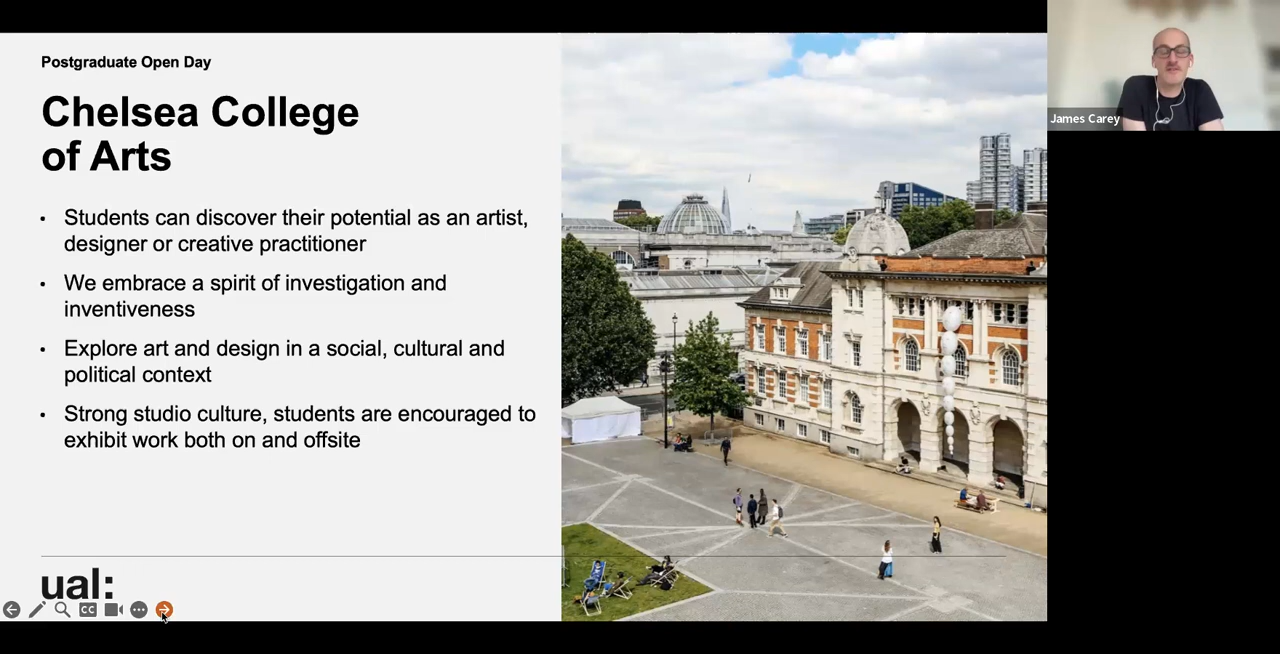 Postgraduate Open Day
Chelsea College
of Arts
• Students can discover their potential as an artist,
designer or creative practitioner
• We embrace a spirit of investigation and
inventiveness
• Explore art and design in a social, cultural and
political context
• Strong studio culture, students are encouraged to
exhibit work both on and offsite
ual:
CC
James Carey